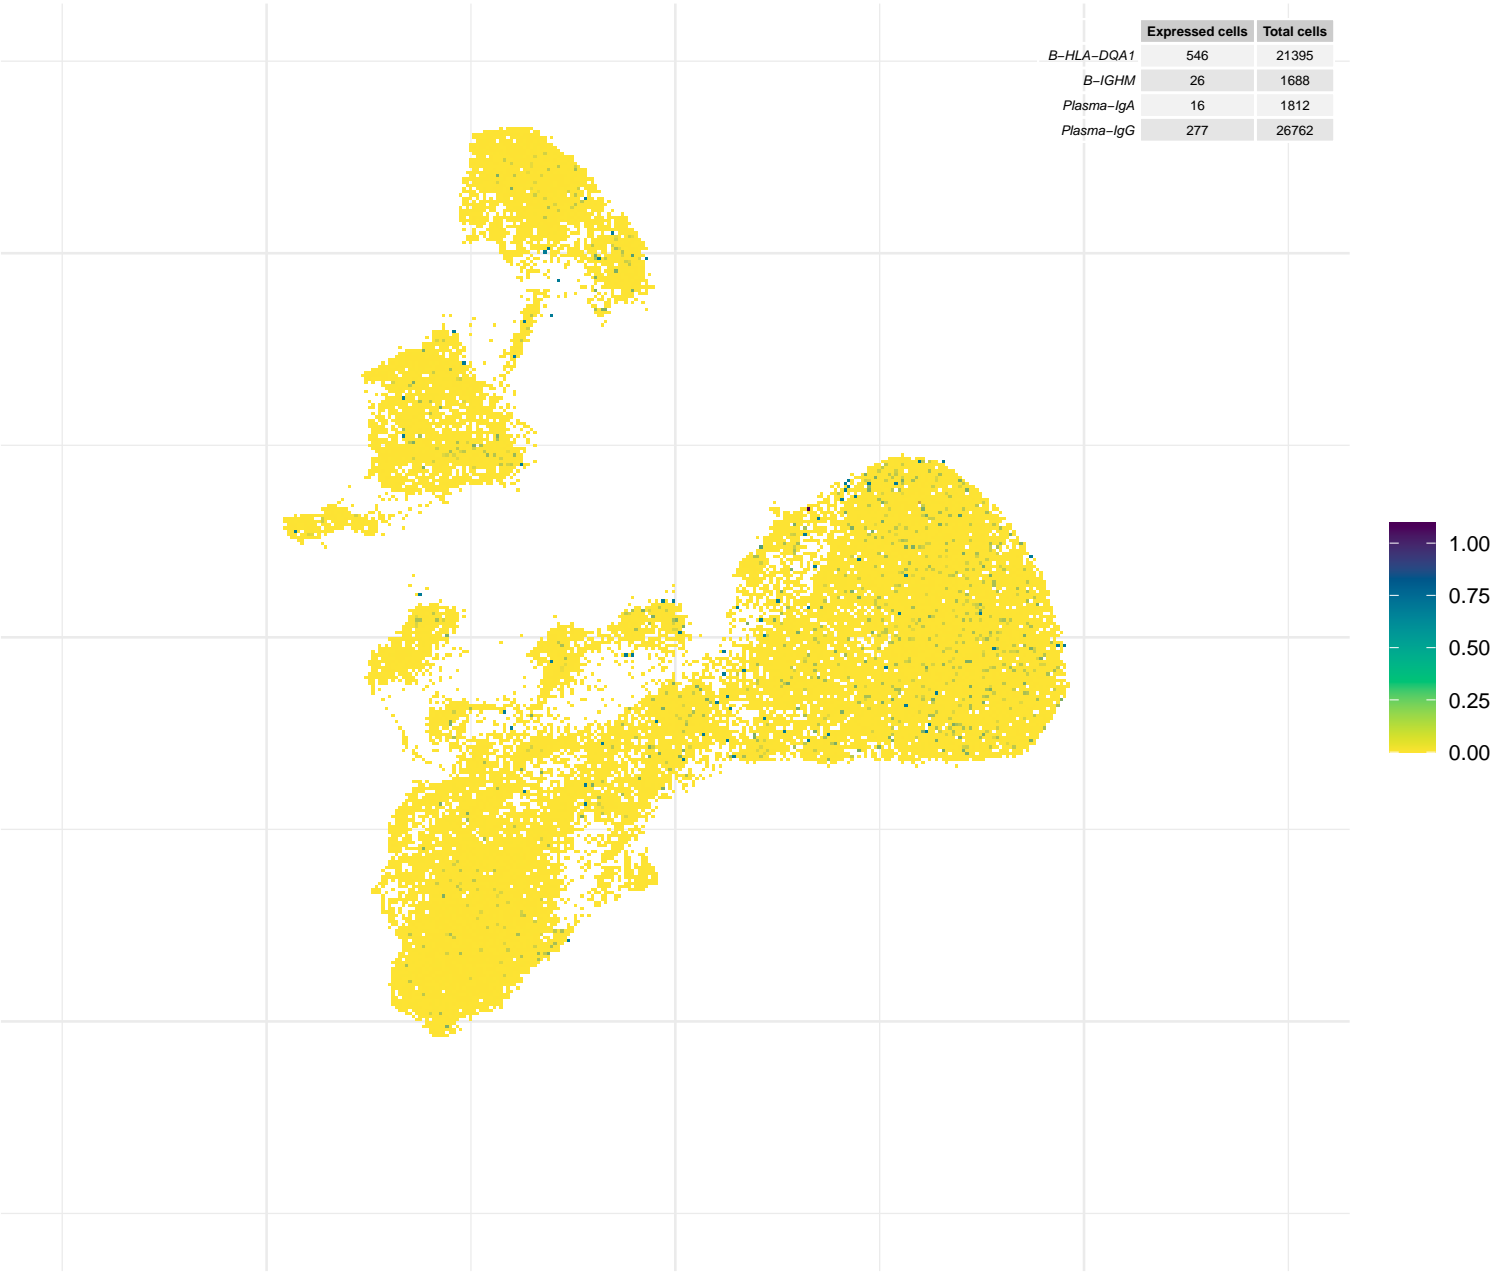 Expressed cells Total cells
B−HLA−DQA1 546 21395
B−IGHM 26 1688
Plasma−IgA 16 1812
Plasma−IgG 277 26762
1.00
0.75
0.50
0.25
0.00